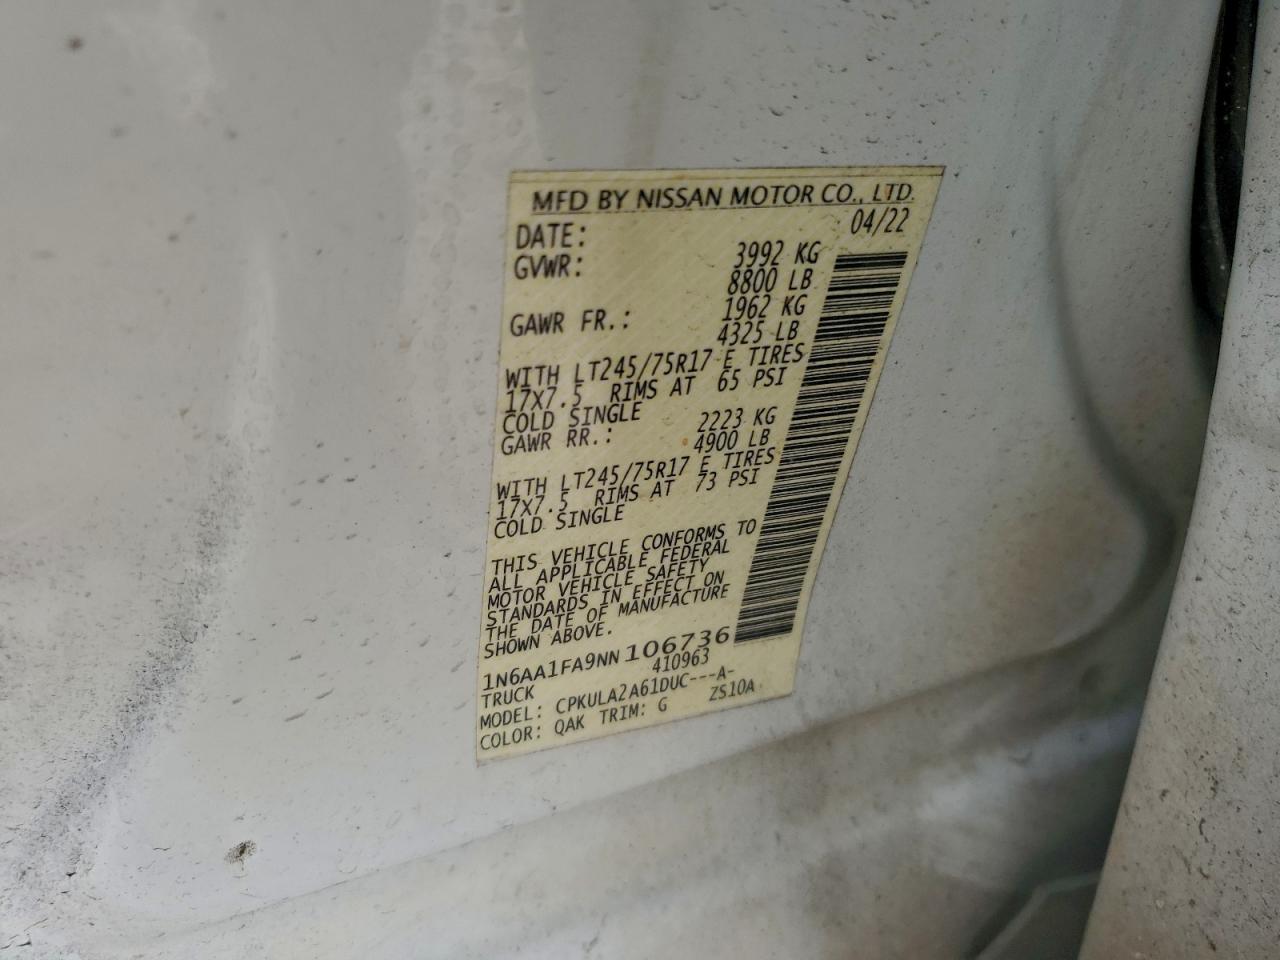 MFD BY NISSAN MOTOR CO., LTD.
DATE: 04/22
GVWR: 3992 KG
8800 LB
GAWR FR.: 1962 KG
4325 LB
WITH LT245/75R17 E TIRES
17X7.5 RIMS AT 65 PSI
COLD SINGLE
GAWR RR.: 2223 KG
4900 LB
WITH LT245/75R17 E TIRES
17X7.5 RIMS AT 73 PSI
COLD SINGLE
THIS VEHICLE CONFORMS TO
ALL APPLICABLE FEDERAL
MOTOR VEHICLE SAFETY
STANDARDS IN EFFECT ON
THE DATE OF MANUFACTURE
SHOWN ABOVE.
1N6AA1FA9NN106736
TRUCK 410963
MODEL: CPKULA2A61DUC---A-
COLOR: QAK TRIM: G ZS10A